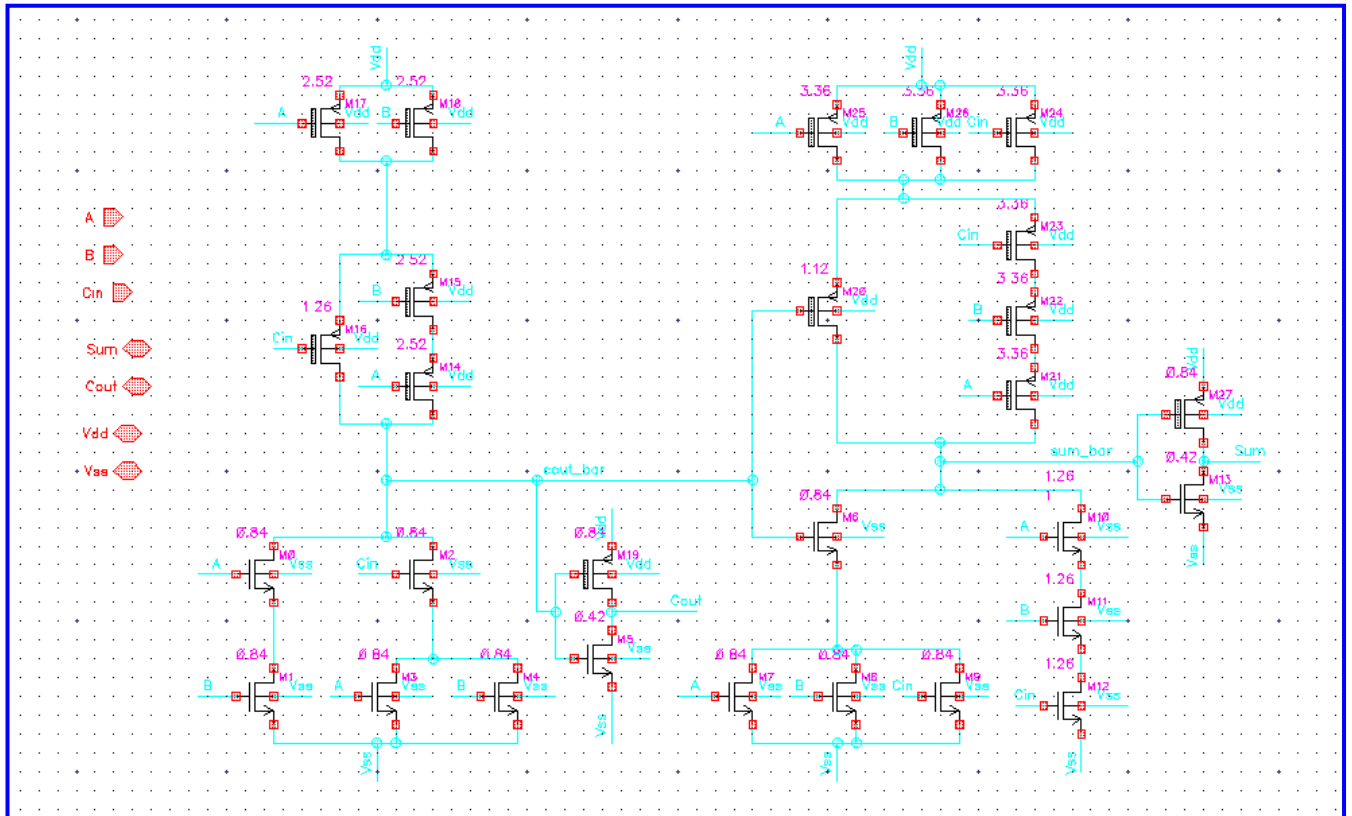 Vdd
Vdd
2.52 2.52
3.36 3.36 3.36
M17 M18
M25 M26 M24
A Vdd B Vdd
A Vdd B Vdd Cin Vdd
A
B
Cin
Sum
Cout
Vdd
Vss
2.52
M15
B Vdd
1.26
M16
Cin Vdd
2.52
M14
A Vdd
3.36
M23
Cin Vdd
1.12
M20
Vdd
3.36
M22
B Vdd
3.36
M21
A Vdd
Vdd
0.84
M27
Vdd
cout_bar
sum_bar
0.42
Sum
M13
Vss
Vss
0.84 0.84
M0 M2
A Vss Cin Vss
Vdd
0.84
M19
Vdd
Cout
0.42
M5
Vss
Vss
0.84
M6
Vss
1.26
1
M10
A Vss
1.26
M11
B Vss
1.26
M12
Cin Vss
Vss
0.84 0.84 0.84
M1 M3 M4
B Vss A Vss B Vss
Vss
0.84 0.84 0.84
M7 M8 M9
A Vss B Vss Cin Vss
Vss